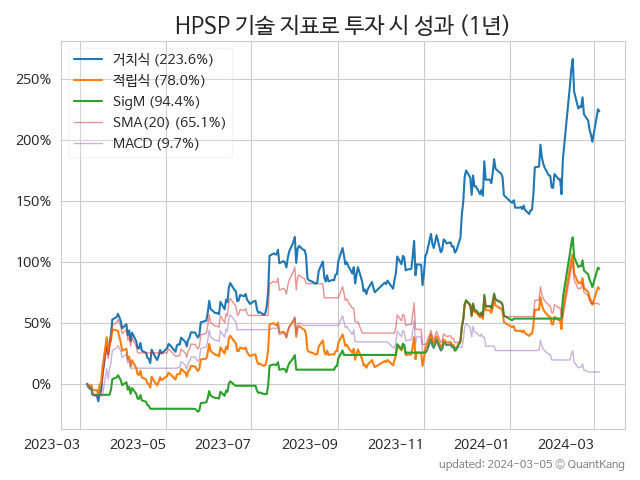 HPSP 기술 지표로 투자 시 성과 (1년)
거치식 (223.6%)
적립식 (78.0%)
SigM (94.4%)
SMA(20) (65.1%)
MACD (9.7%)
250%
200%
150%
100%
50%
0%
2023-03 2023-05 2023-07 2023-09 2023-11 2024-01 2024-03
updated: 2024-03-05 © QuantKang